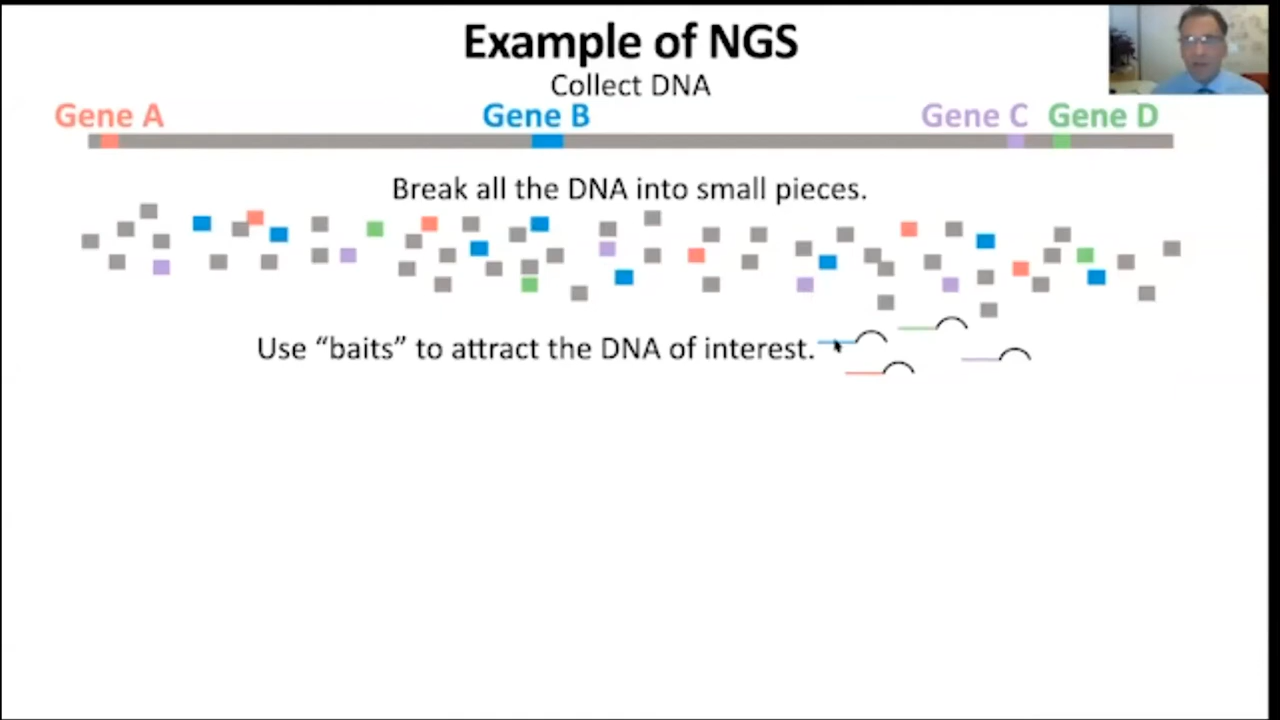 Example of NGS
Collect DNA
Gene A Gene B Gene C Gene D
Break all the DNA into small pieces.
Use “baits” to attract the DNA of interest.